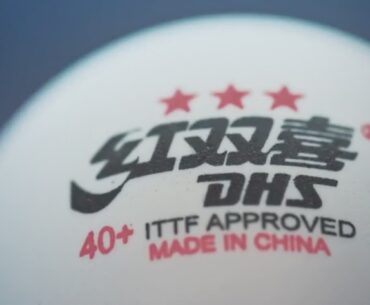 ★★★
红双喜
DHS
40+ ITTF APPROVED
MADE IN CHINA